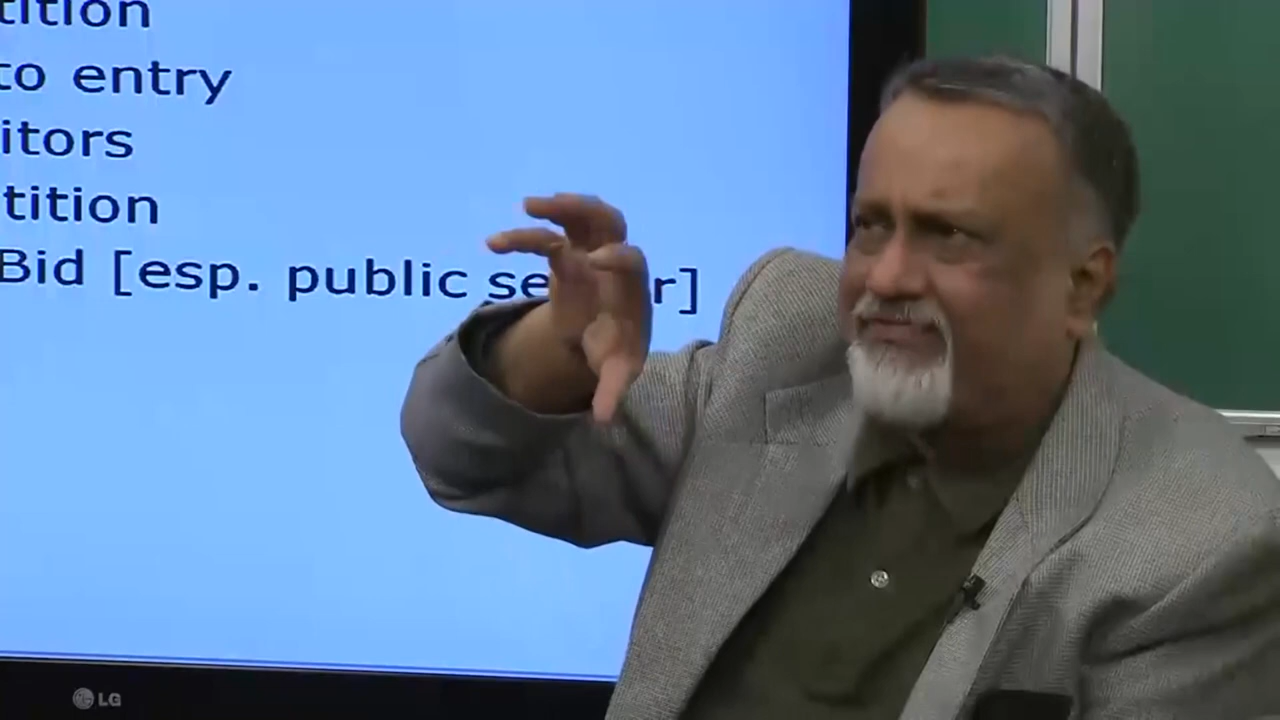 tition
to entry
itors
tition
Bid [esp. public se r]
LG